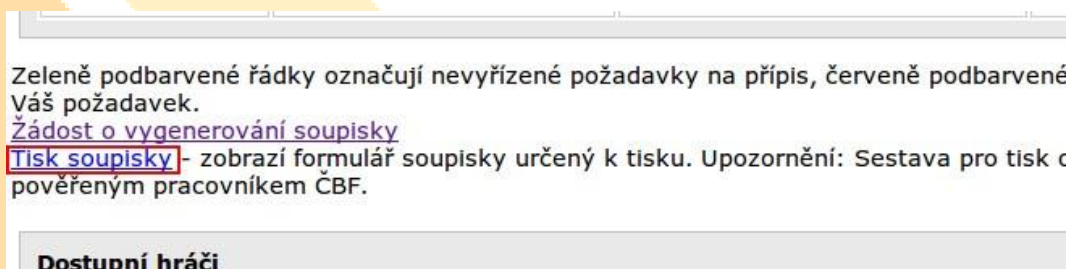 Zeleně podbarvené řádky označují nevyřízené požadavky na přípis, červeně podbarvené
Váš požadavek.
Žádost o vygenerování soupisky
Tisk soupisky - zobrazí formulář soupisky určený k tisku. Upozornění: Sestava pro tisk
pověřeným pracovníkem ČBF.
Dostupní hráči